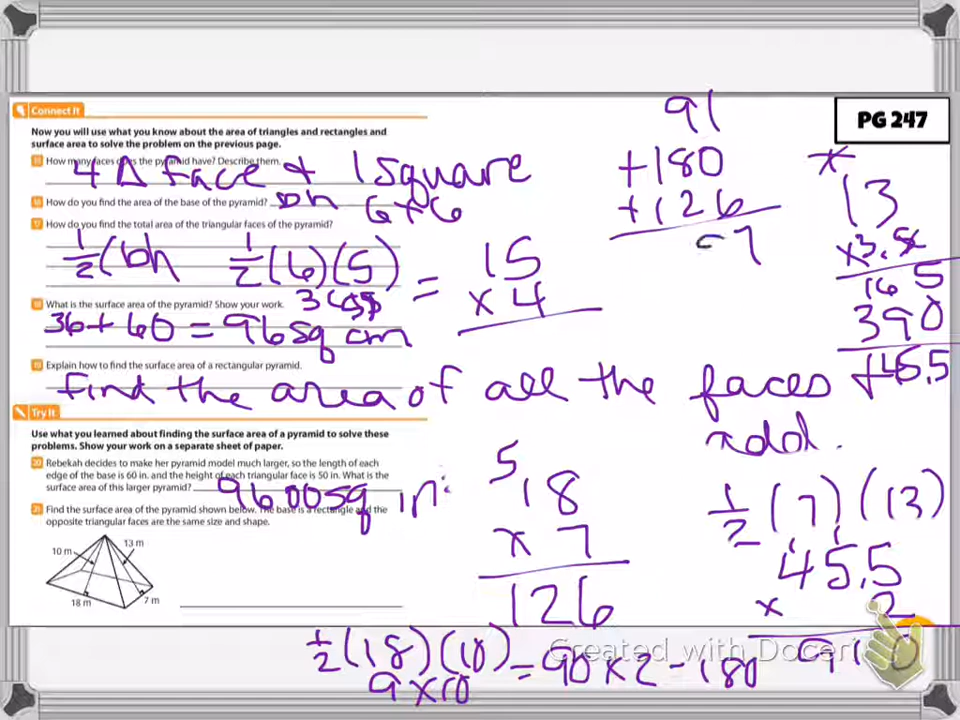 Connect It
PG 247
Now you will use what you know about the area of triangles and rectangles and
surface area to solve the problem on the previous page.
How many faces does the pyramid have? Describe them.
4 Δ face + 1 square
16 How do you find the area of the base of the pyramid?
6 x 6
17 How do you find the total area of the triangular faces of the pyramid?
1/2 (bh 1/2 (6)(5) = 15
x 4
18 What is the surface area of the pyramid? Show your work.
36 + 60 = 96 sq cm
19 Explain how to find the surface area of a rectangular pyramid.
find the area of all the faces
add.
91
+180
+126
7
*
13
x3.5
390
Try It
Use what you learned about finding the surface area of a pyramid to solve these
problems. Show your work on a separate sheet of paper.
20 Rebekah decides to make her pyramid model much larger, so the length of each
edge of the base is 60 in. and the height of each triangular face is 50 in. What is the
surface area of this larger pyramid?
9600 sq in.
21 Find the surface area of the pyramid shown below. The base is a rectangle and the
opposite triangular faces are the same size and shape.
10 m
13 m
18 m
7 m
5
18
x 7
126
1/2 (7)(13)
45.5
x 2
91.0
1/2 (18)(10) = 90 x 2 - 180
9 x 10
Created with Doceri